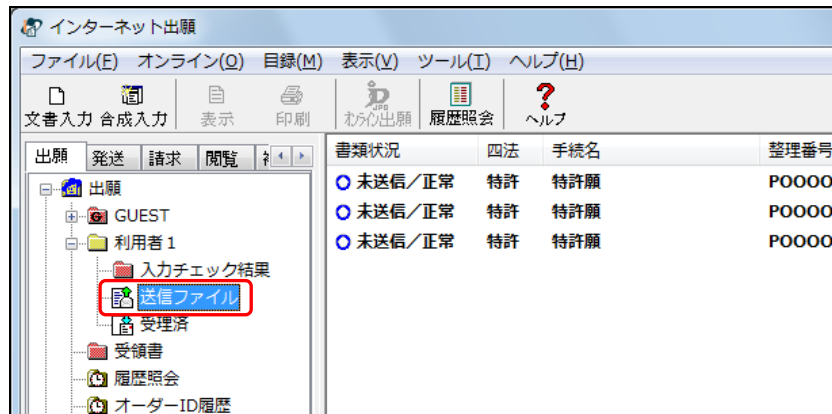 インターネット出願
ファイル(F) オンライン(O) 目録(M) 表示(V) ツール(T) ヘルプ(H)
文書入力 合成入力 表示 印刷 オンライン出願 履歴照会 ヘルプ
出願 発送 請求 閲覧
書類状況 四法 手続名 整理番号
未送信/正常 特許 特許願 P0000
未送信/正常 特許 特許願 P0000
未送信/正常 特許 特許願 P0000
出願
GUEST
利用者1
入力チェック結果
送信ファイル
受理済
受領書
履歴照会
オーダーID履歴